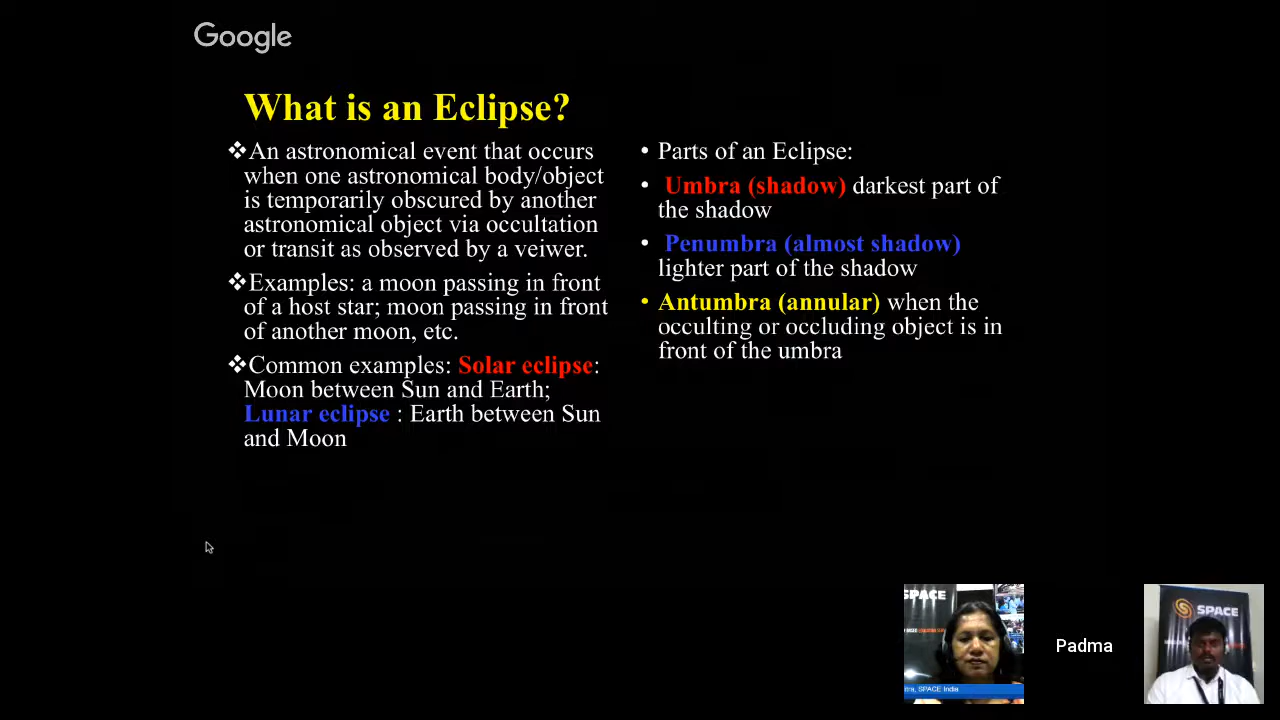 Google
What is an Eclipse?
❖An astronomical event that occurs
when one astronomical body/object
is temporarily obscured by another
astronomical object via occultation
or transit as observed by a veiwer.
❖Examples: a moon passing in front
of a host star; moon passing in front
of another moon, etc.
❖Common examples: Solar eclipse:
Moon between Sun and Earth;
Lunar eclipse : Earth between Sun
and Moon
• Parts of an Eclipse:
• Umbra (shadow) darkest part of
the shadow
• Penumbra (almost shadow)
lighter part of the shadow
• Antumbra (annular) when the
occulting or occluding object is in
front of the umbra
SPACE
SPACE India
Padma
SPACE